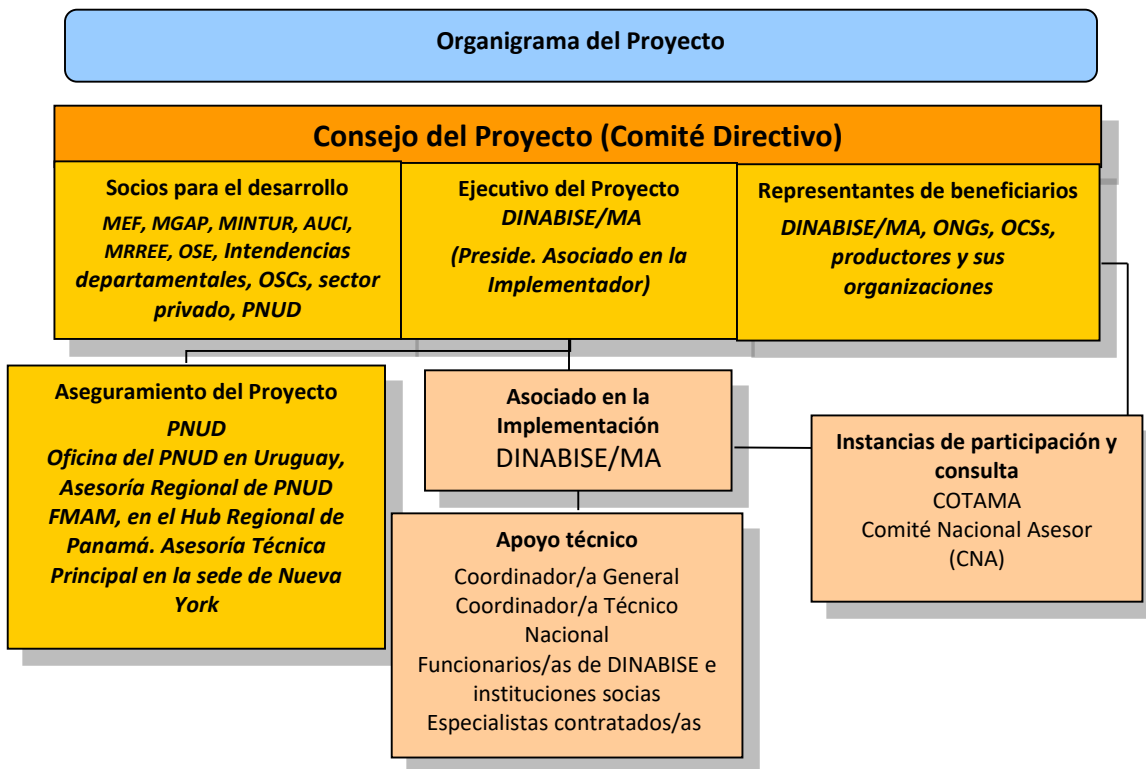 Organigrama del Proyecto
Consejo del Proyecto (Comité Directivo)
Socios para el desarrollo
MEF, MGAP, MINTUR, AUCI,
MRREE, OSE, Intendencias
departamentales, OSCs, sector
privado, PNUD
Ejecutivo del Proyecto
DINABISE/MA
(Preside. Asociado en la
Implementador)
Representantes de beneficiarios
DINABISE/MA, ONGs, OCSs,
productores y sus
organizaciones
Aseguramiento del Proyecto
PNUD
Oficina del PNUD en Uruguay,
Asesoría Regional de PNUD
FMAM, en el Hub Regional de
Panamá. Asesoría Técnica
Principal en la sede de Nueva
York
Asociado en la
Implementación
DINABISE/MA
Instancias de participación y
consulta
COTAMA
Comité Nacional Asesor
(CNA)
Apoyo técnico
Coordinador/a General
Coordinador/a Técnico
Nacional
Funcionarios/as de DINABISE e
instituciones socias
Especialistas contratados/as